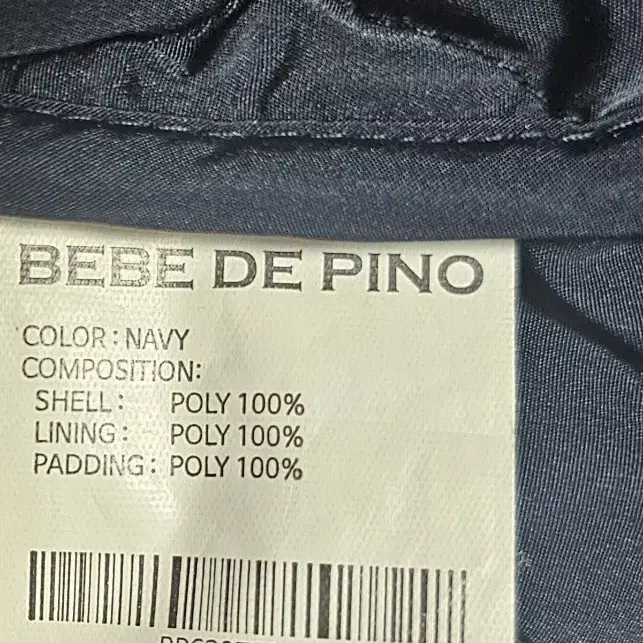 BEBE DE PINO
COLOR : NAVY
COMPOSITION:
SHELL : POLY 100%
LINING : POLY 100%
PADDING : POLY 100%